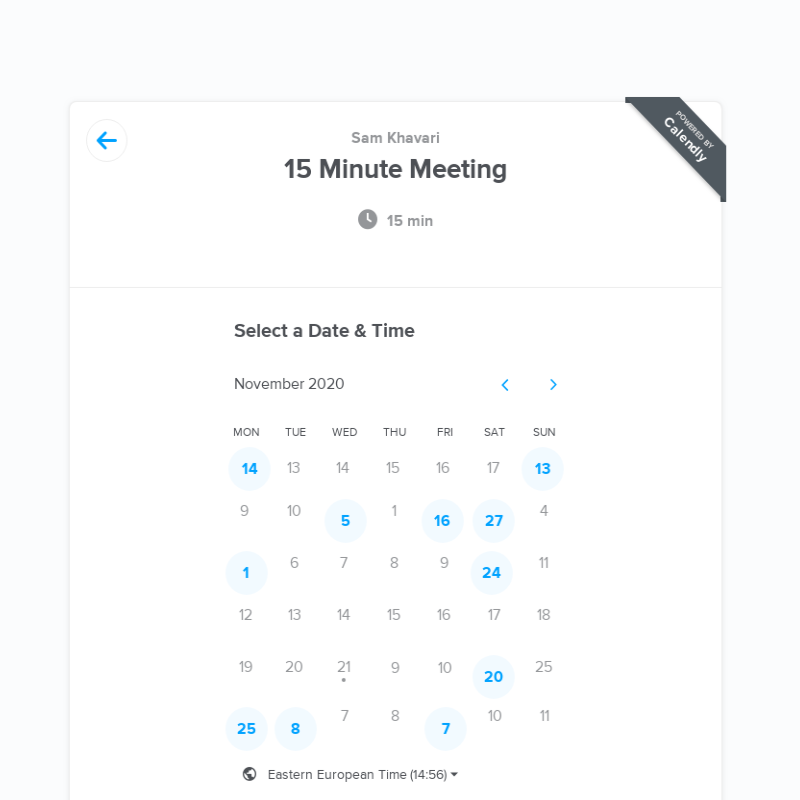 Sam Khavari
15 Minute Meeting
POWERED BY
Calendly
15 min
Select a Date & Time
November 2020
MON TUE WED THU FRI SAT SUN
14 13 14 15 16 17 13
9 10 5 1 16 27 4
1 6 7 8 9 24 11
12 13 14 15 16 17 18
19 20 21 9 10 20 25
25 8 7 8 7 10 11
Eastern European Time (14:56)